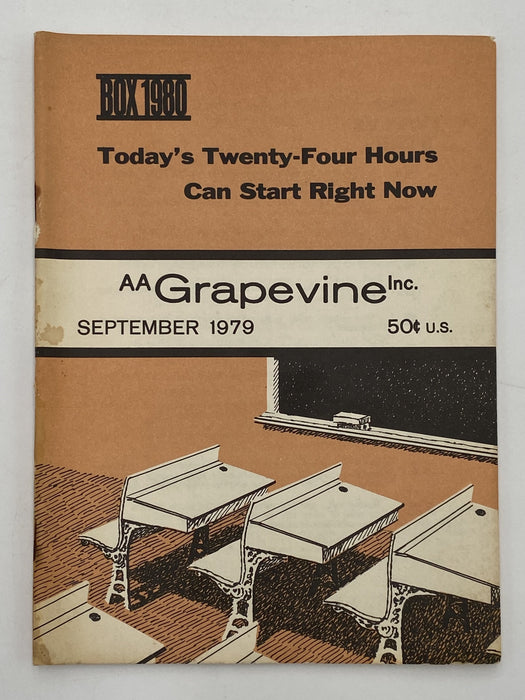 BOX 1980
Today's Twenty-Four Hours
Can Start Right Now
AA Grapevine Inc.
SEPTEMBER 1979 50¢ U.S.